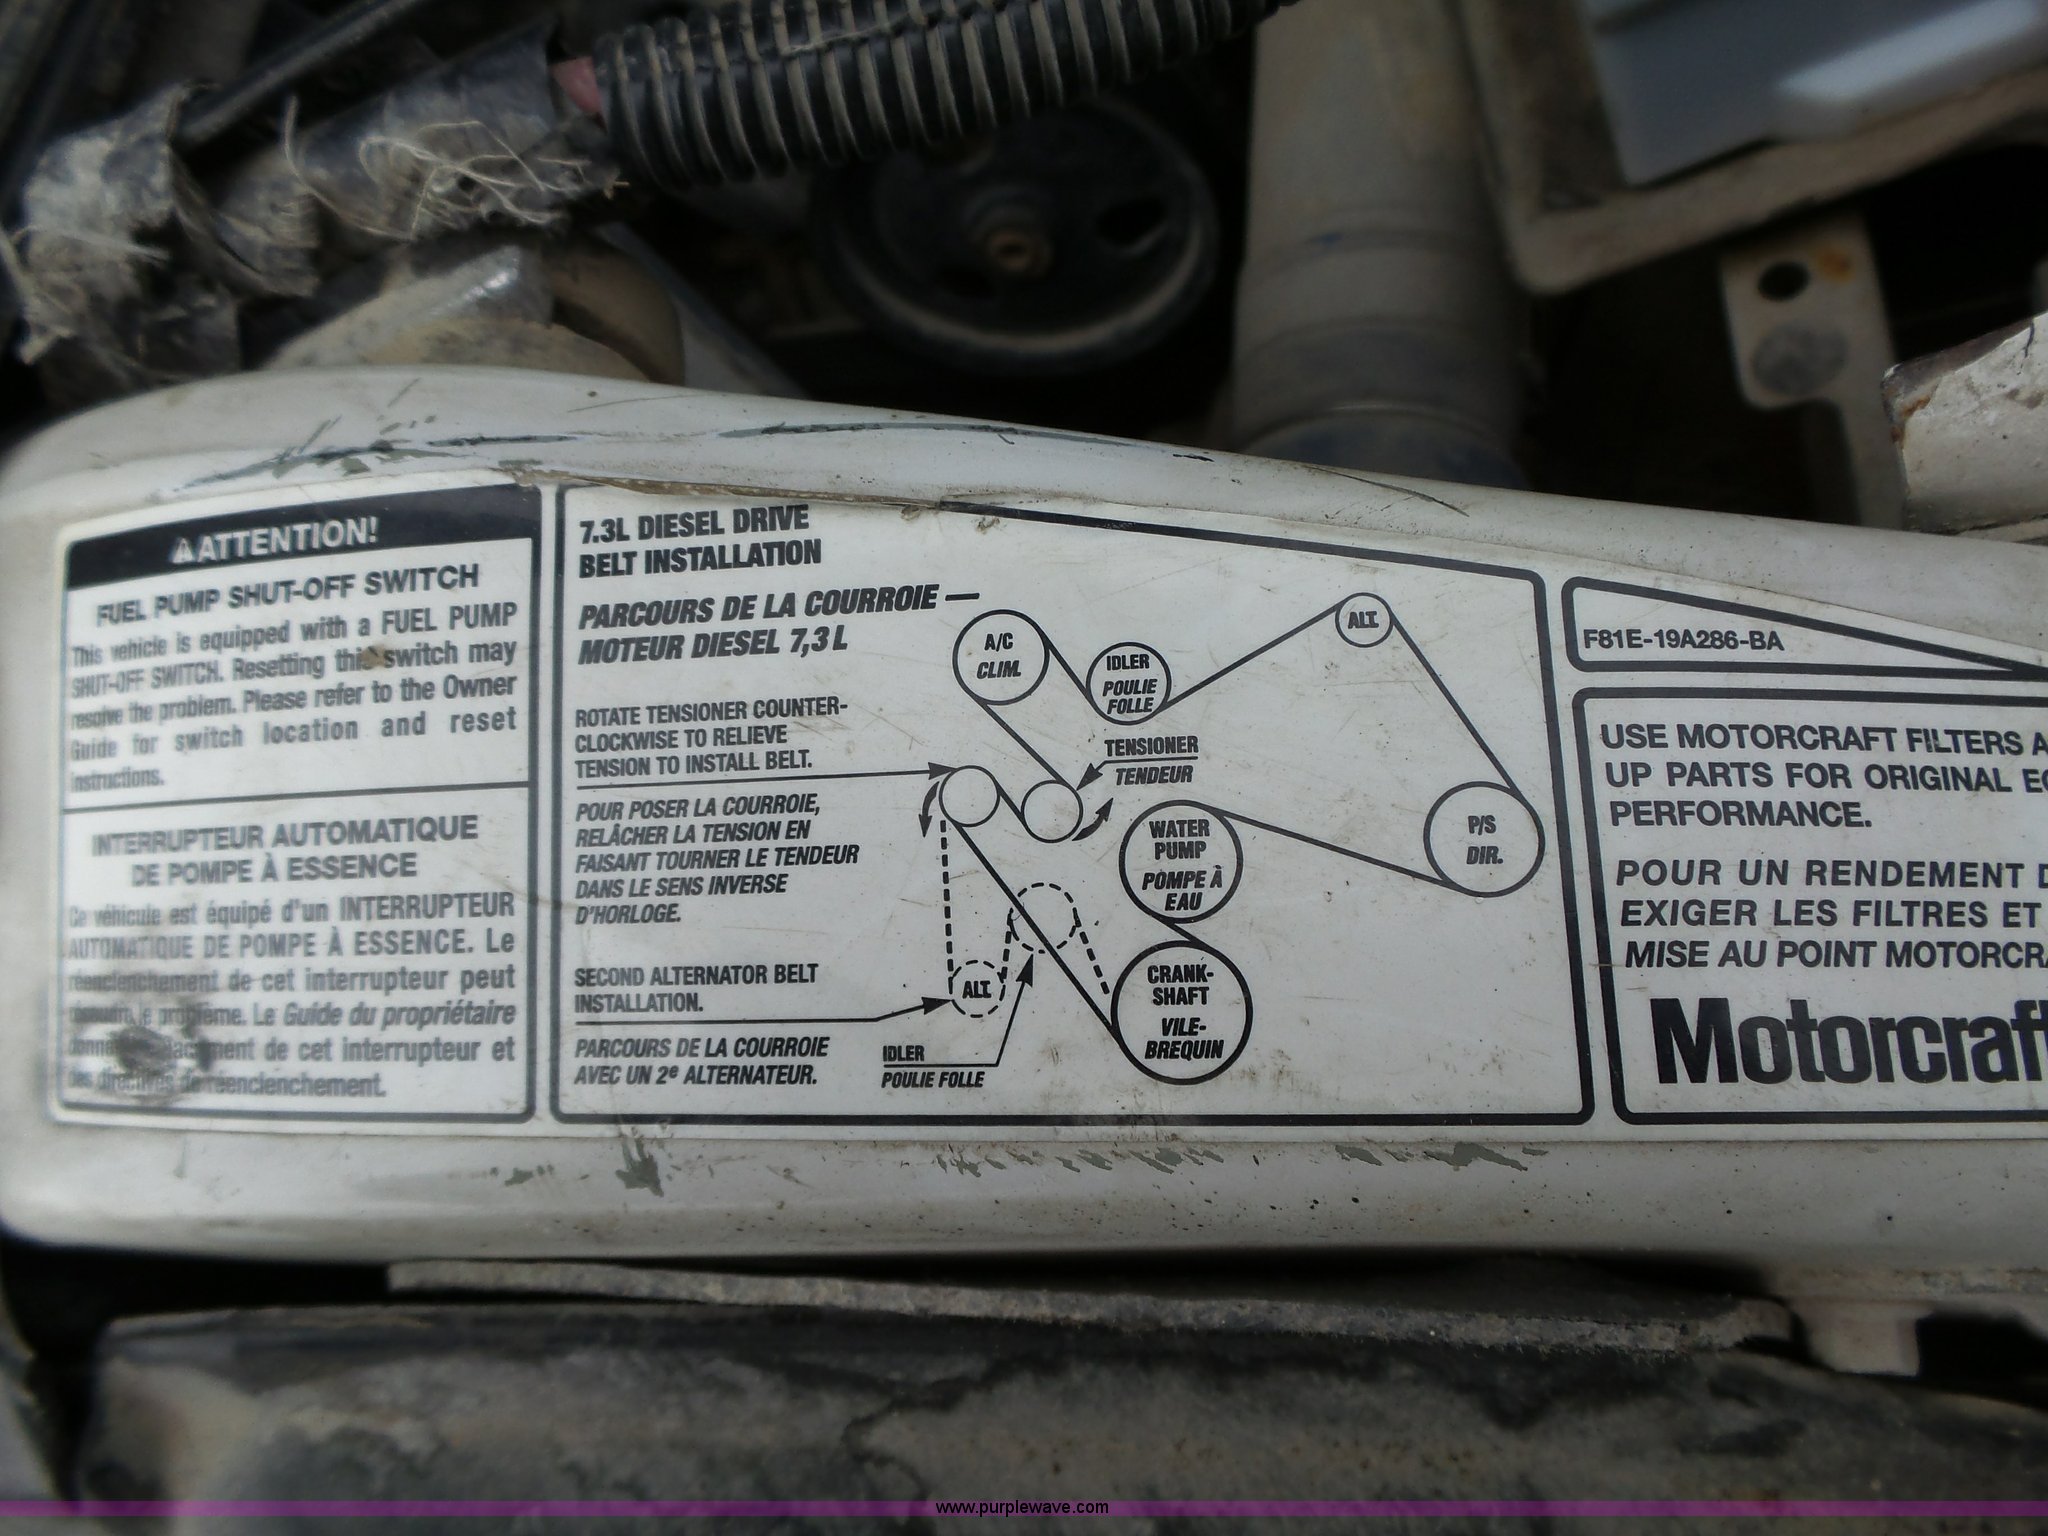 ATTENTION!
FUEL PUMP SHUT-OFF SWITCH
This vehicle is equipped with a FUEL PUMP
SHUT-OFF SWITCH. Resetting this switch may
resolve the problem. Please refer to the Owner
Guide for switch location and reset
instructions.
INTERRUPTEUR AUTOMATIQUE
DE POMPE À ESSENCE
Ce véhicule est équipé d'un INTERRUPTEUR
AUTOMATIQUE DE POMPE À ESSENCE. Le
réenclenchement de cet interrupteur peut
le problème. Le Guide du propriétaire
de cet interrupteur et
des directives de réenclenchement.
7.3L DIESEL DRIVE
BELT INSTALLATION
PARCOURS DE LA COURROIE —
MOTEUR DIESEL 7,3 L
ROTATE TENSIONER COUNTER-
CLOCKWISE TO RELIEVE
TENSION TO INSTALL BELT.
POUR POSER LA COURROIE,
RELÂCHER LA TENSION EN
FAISANT TOURNER LE TENDEUR
DANS LE SENS INVERSE
D'HORLOGE.
SECOND ALTERNATOR BELT
INSTALLATION.
PARCOURS DE LA COURROIE
AVEC UN 2e ALTERNATEUR.
A/C
CLIM.
IDLER
POULIE
FOLLE
ALT.
TENSIONER
TENDEUR
WATER
PUMP
POMPE À
EAU
P/S
DIR.
ALT.
CRANK-
SHAFT
VILE-
BREQUIN
IDLER
POULIE FOLLE
F81E-19A286-BA
USE MOTORCRAFT FILTERS A
UP PARTS FOR ORIGINAL EQ
PERFORMANCE.
POUR UN RENDEMENT D
EXIGER LES FILTRES ET
MISE AU POINT MOTORCRA
Motorcraft
www.purplewave.com